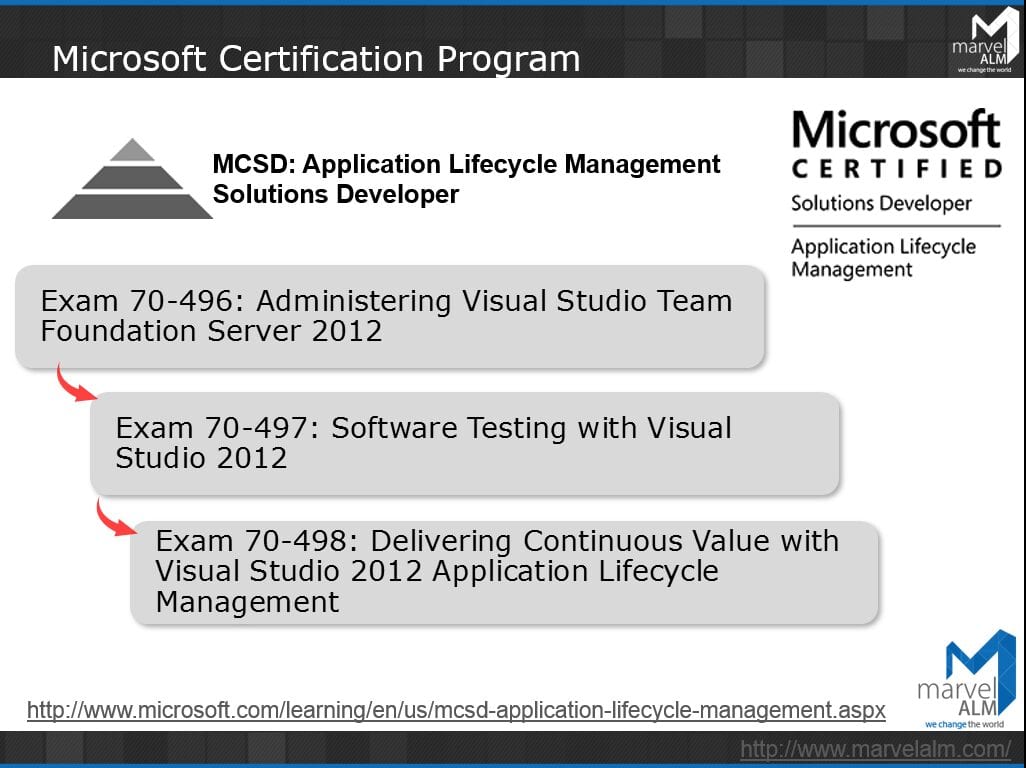 Microsoft Certification Program
marvel
ALM
we change the world
MCSD: Application Lifecycle Management
Solutions Developer
Microsoft
CERTIFIED
Solutions Developer
Application Lifecycle
Management
Exam 70-496: Administering Visual Studio Team
Foundation Server 2012
Exam 70-497: Software Testing with Visual
Studio 2012
Exam 70-498: Delivering Continuous Value with
Visual Studio 2012 Application Lifecycle
Management
http://www.microsoft.com/learning/en/us/mcsd-application-lifecycle-management.aspx
marvel
ALM
we change the world
http://www.marvelalm.com/